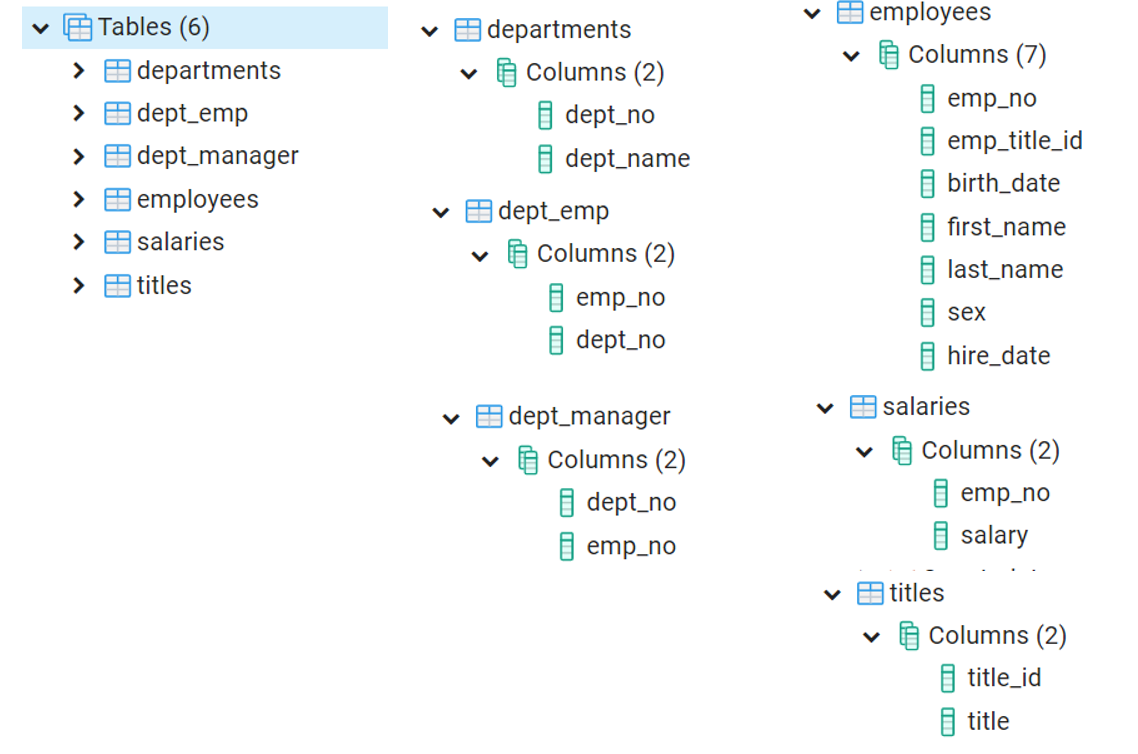 Tables (6)
departments
dept_emp
dept_manager
employees
salaries
titles
departments
Columns (2)
dept_no
dept_name
dept_emp
Columns (2)
emp_no
dept_no
dept_manager
Columns (2)
dept_no
emp_no
employees
Columns (7)
emp_no
emp_title_id
birth_date
first_name
last_name
sex
hire_date
salaries
Columns (2)
emp_no
salary
titles
Columns (2)
title_id
title